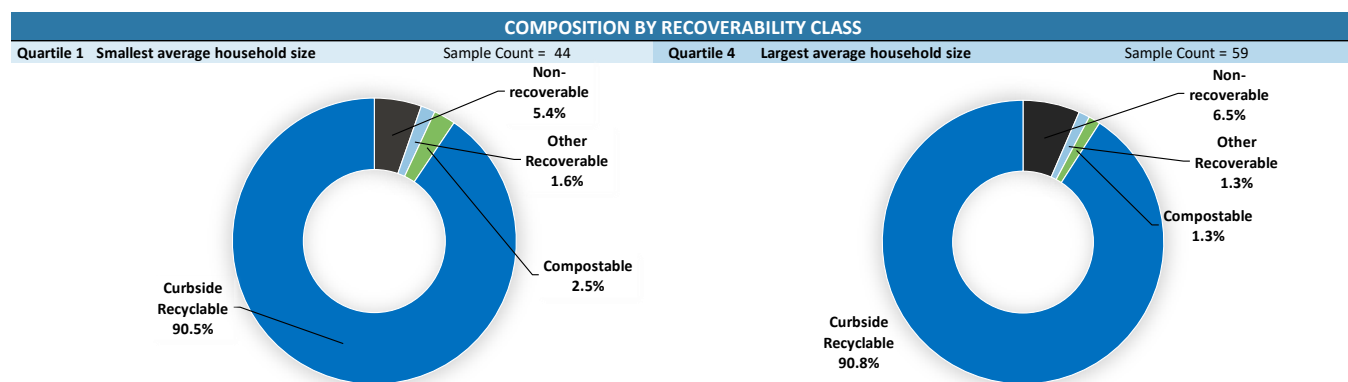 COMPOSITION BY RECOVERABILITY CLASS
Quartile 1 Smallest average household size Sample Count = 44
Quartile 4 Largest average household size Sample Count = 59
Non-
recoverable
5.4%
Other
Recoverable
1.6%
Compostable
2.5%
Curbside
Recyclable
90.5%
Non-
recoverable
6.5%
Other
Recoverable
1.3%
Compostable
1.3%
Curbside
Recyclable
90.8%